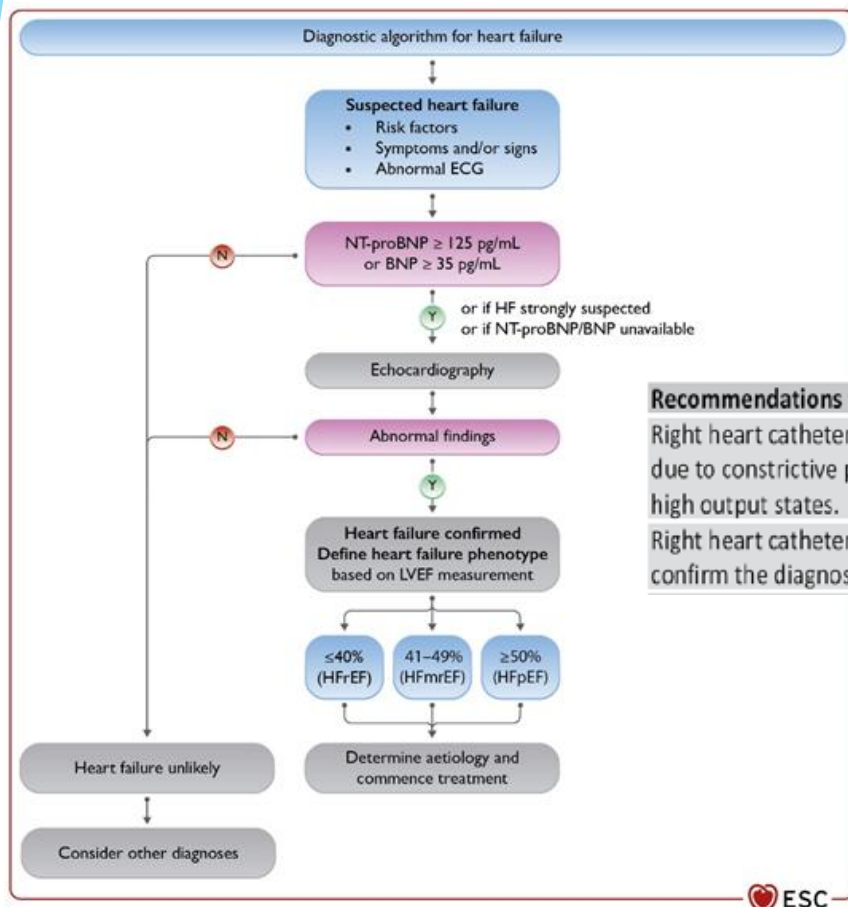 Diagnostic algorithm for heart failure
Suspected heart failure
• Risk factors
• Symptoms and/or signs
• Abnormal ECG
N
NT-proBNP ≥ 125 pg/mL
or BNP ≥ 35 pg/mL
Y
or if HF strongly suspected
or if NT-proBNP/BNP unavailable
Echocardiography
N
Abnormal findings
Y
Heart failure confirmed
Define heart failure phenotype
based on LVEF measurement
≤40%
(HFrEF)
41–49%
(HFmrEF)
≥50%
(HFpEF)
Heart failure unlikely
Determine aetiology and
commence treatment
Consider other diagnoses
Recommendations
Right heart catheter
due to constrictive p
high output states.
Right heart catheter
confirm the diagnos
ESC